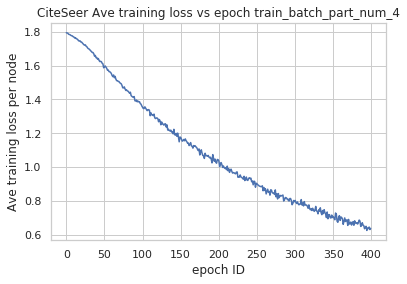 CiteSeer Ave training loss vs epoch train_batch_part_num_4
Ave training loss per node
1.8
1.6
1.4
1.2
1.0
0.8
0.6
0 50 100 150 200 250 300 350 400
epoch ID